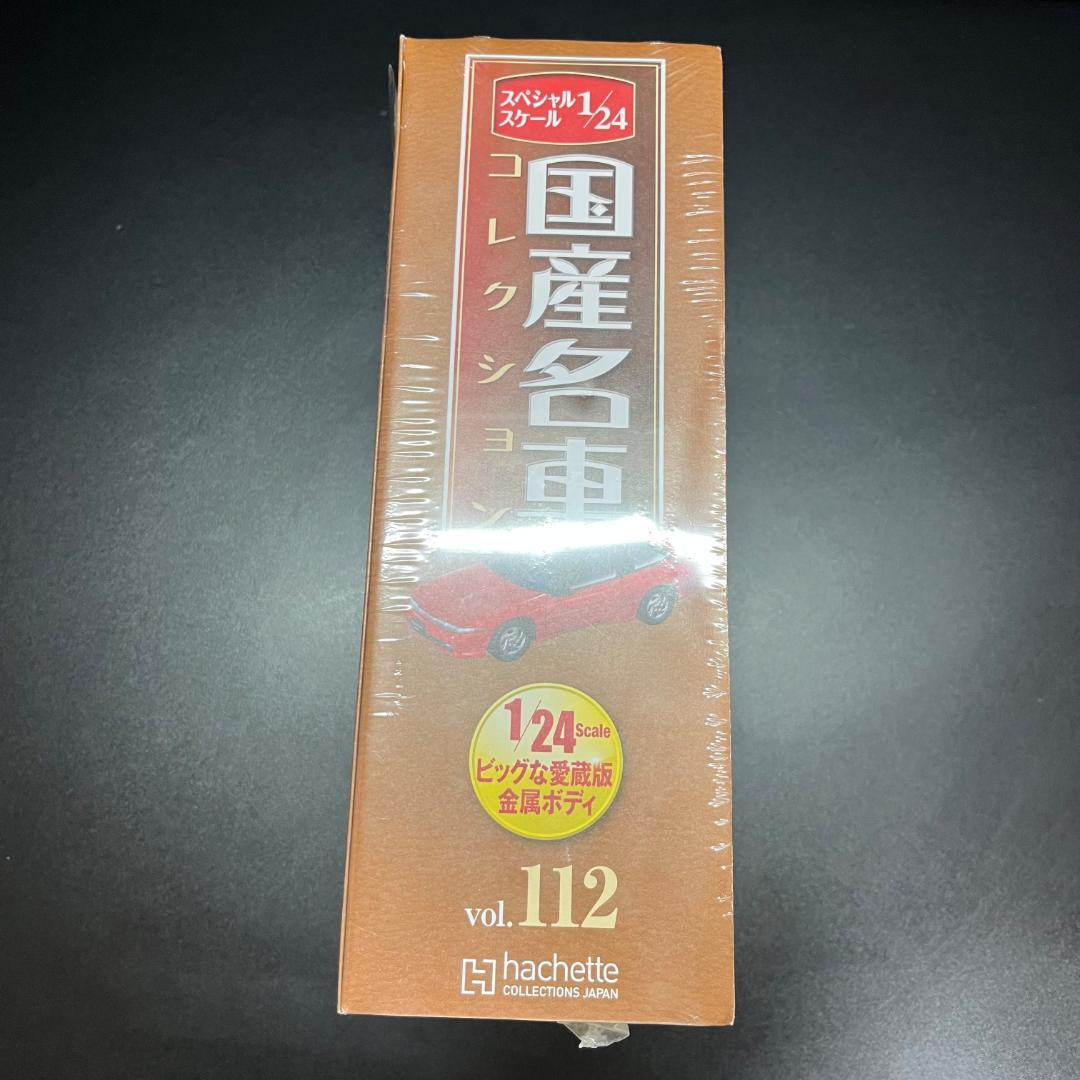 スペシャル
スケール 1/24
国産名車
コレクション
1/24 Scale
ビッグな愛蔵版
金属ボディ
vol.112
hachette
COLLECTIONS JAPAN